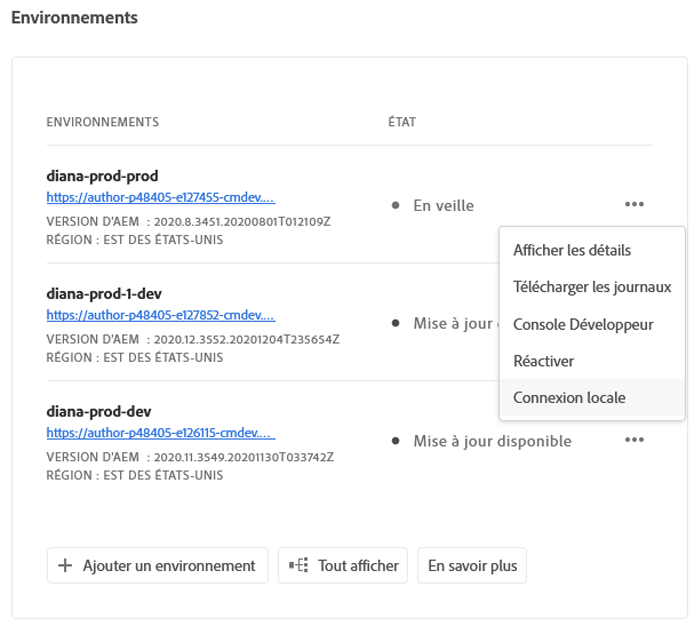 Environnements
ENVIRONNEMENTS ÉTAT
diana-prod-prod
https://author-p48405-e127455-cmdev....
En veille
VERSION D'AEM : 2020.8.3451.20200801T012109Z
RÉGION : EST DES ÉTATS-UNIS
Afficher les détails
Télécharger les journaux
Console Développeur
Réactiver
Connexion locale
diana-prod-1-dev
https://author-p48405-e127852-cmdev....
Mise à jour
VERSION D'AEM : 2020.12.3552.20201204T235654Z
RÉGION : EST DES ÉTATS-UNIS
diana-prod-dev
https://author-p48405-e126115-cmdev....
Mise à jour disponible
VERSION D'AEM : 2020.11.3549.20201130T033742Z
RÉGION : EST DES ÉTATS-UNIS
Ajouter un environnement Tout afficher En savoir plus